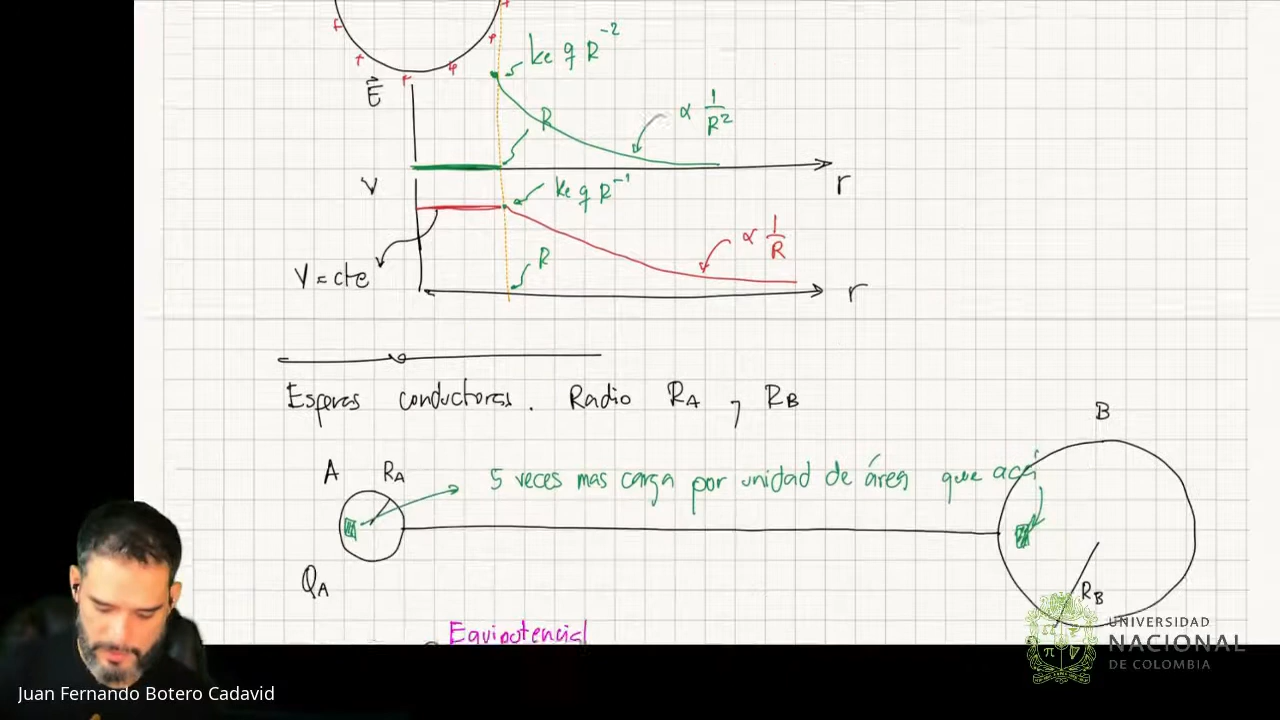 ke q R⁻²
E
R
α 1/R²
r
V
ke q R⁻¹
α 1/R
V = cte
R
r
Esferas conductoras. Radio RA y RB
B
A RA 5 veces mas carga por unidad de área que acá
QA
RB
Equipotencial
UNIVERSIDAD
NACIONAL
DE COLOMBIA
Juan Fernando Botero Cadavid